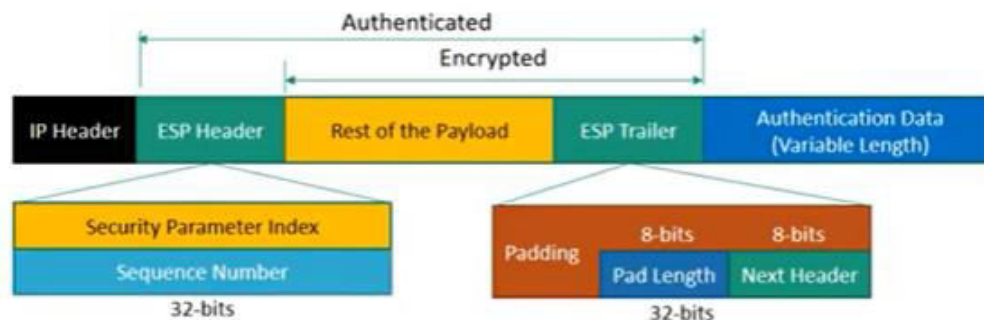 Authenticated
Encrypted
IP Header
ESP Header
Rest of the Payload
ESP Trailer
Authentication Data
(Variable Length)
Security Parameter Index
Sequence Number
32-bits
Padding
8-bits
8-bits
Pad Length
Next Header
32-bits